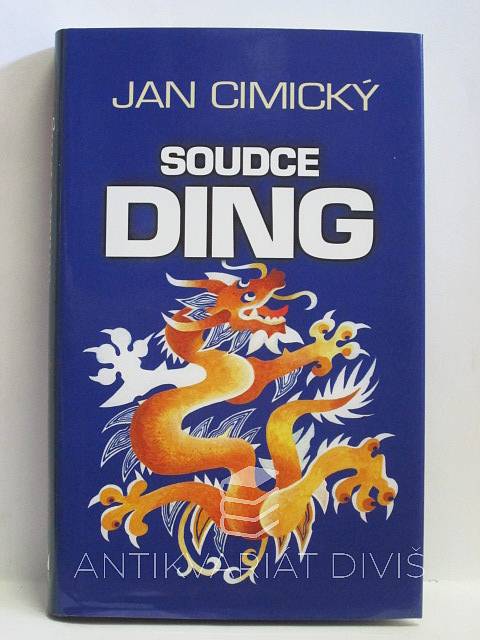 JAN CIMICKÝ
SOUDCE
DING
ANTIKVARIÁT DIVIŠ